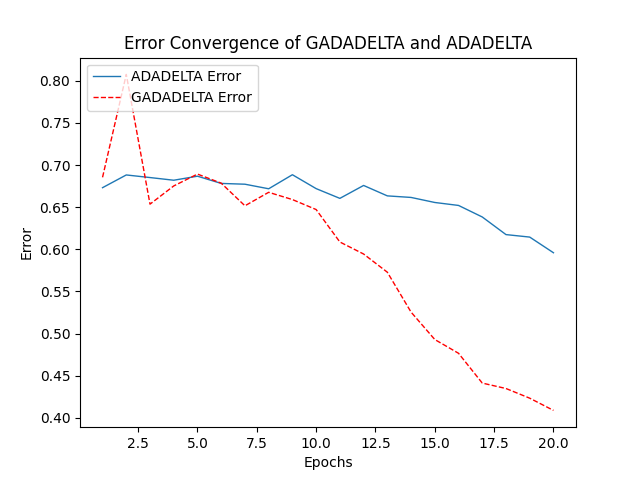 Error Convergence of GADADELTA and ADADELTA
ADADELTA Error
GADADELTA Error
0.80
0.75
0.70
0.65
0.60
0.55
0.50
0.45
0.40
Error
2.5 5.0 7.5 10.0 12.5 15.0 17.5 20.0
Epochs